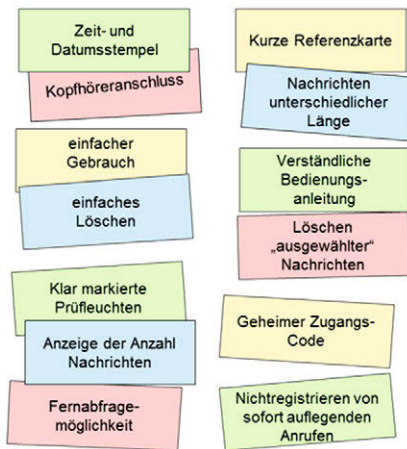 Zeit- und
Datumsstempel
Kopfhöreranschluss
einfacher
Gebrauch
einfaches
Löschen
Klar markierte
Prüfleuchten
Anzeige der Anzahl
Nachrichten
Fernabfrage-
möglichkeit
Kurze Referenzkarte
Nachrichten
unterschiedlicher
Länge
Verständliche
Bedienungs-
anleitung
Löschen
„ausgewählter“
Nachrichten
Geheimer Zugangs-
Code
Nichtregistrieren von
sofort auflegenden
Anrufen